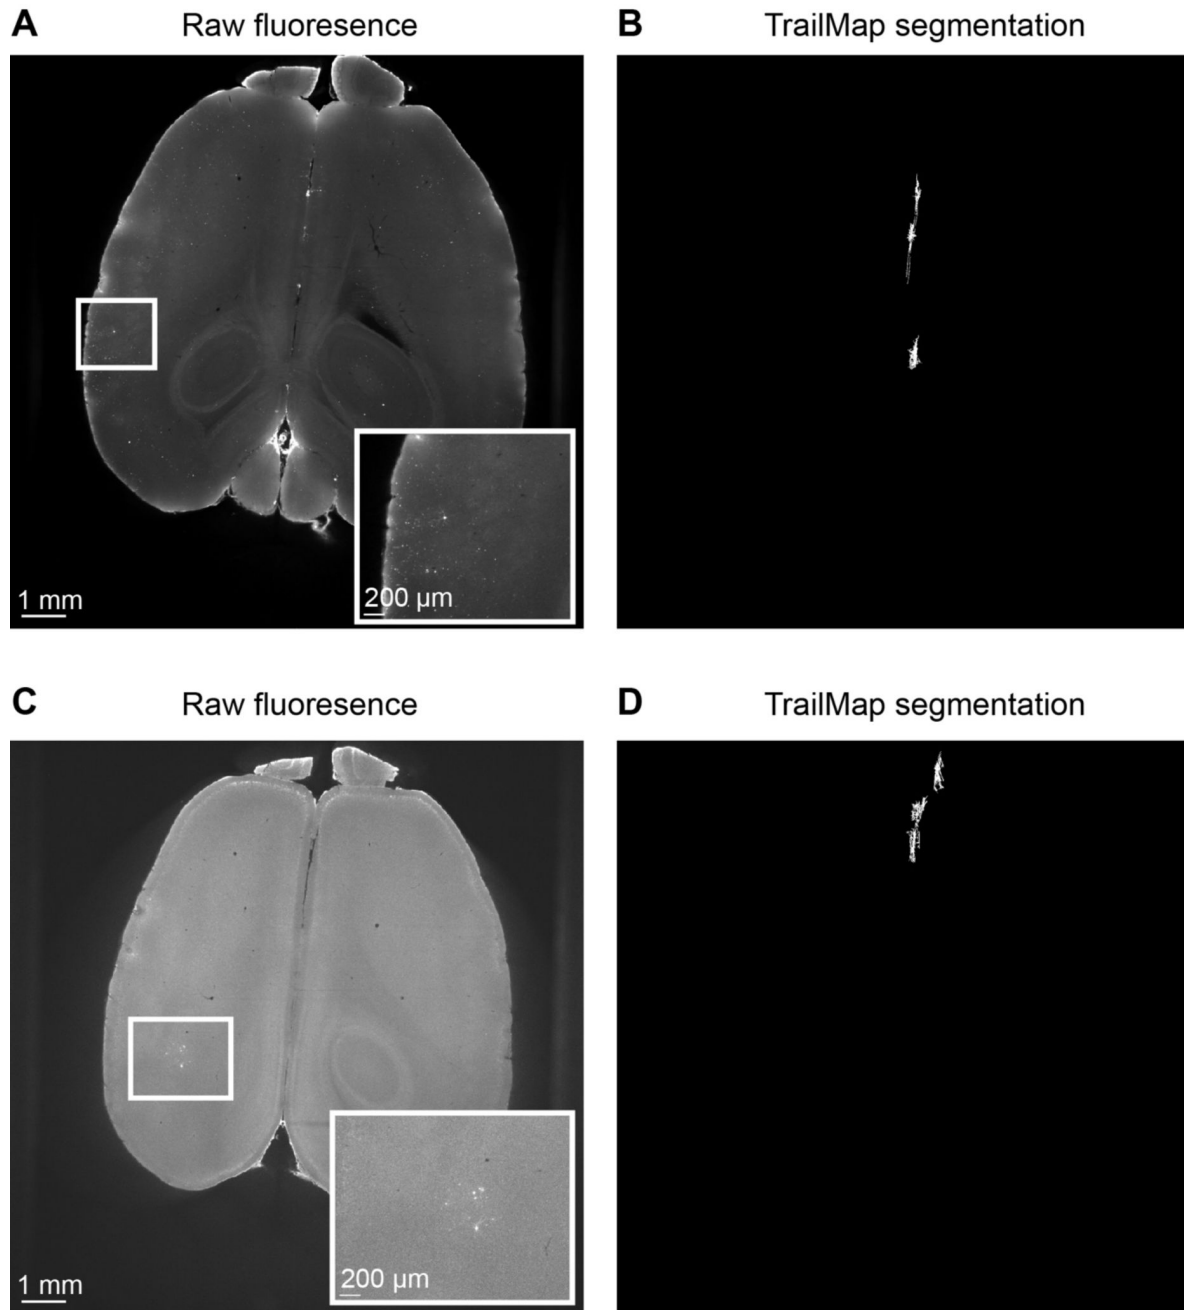 A Raw fluoresence
B TrailMap segmentation
1 mm
200 µm
C Raw fluoresence
D TrailMap segmentation
1 mm
200 µm